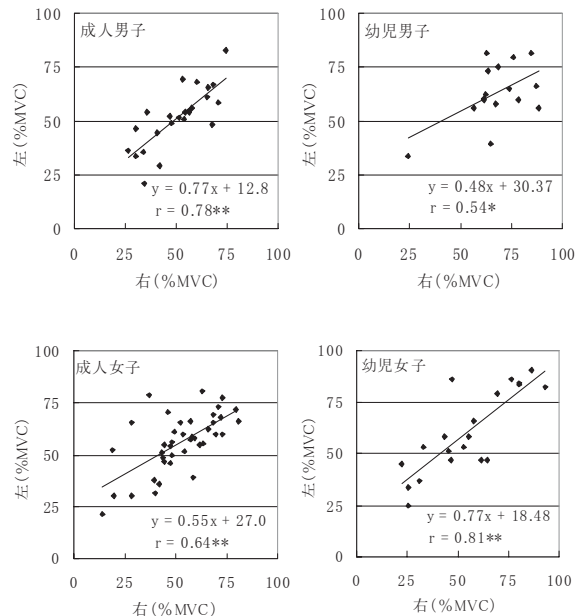 成人男子
100
75
50
25
0
左(%MVC)
y = 0.77x + 12.8
r = 0.78**
0 25 50 75 100
右(%MVC)
幼児男子
100
75
50
25
0
左(%MVC)
y = 0.48x + 30.37
r = 0.54*
0 25 50 75 100
右(%MVC)
成人女子
100
75
50
25
0
左(%MVC)
y = 0.55x + 27.0
r = 0.64**
0 25 50 75 100
右(%MVC)
幼児女子
100
75
50
25
0
左(%MVC)
y = 0.77x + 18.48
r = 0.81**
0 25 50 75 100
右(%MVC)